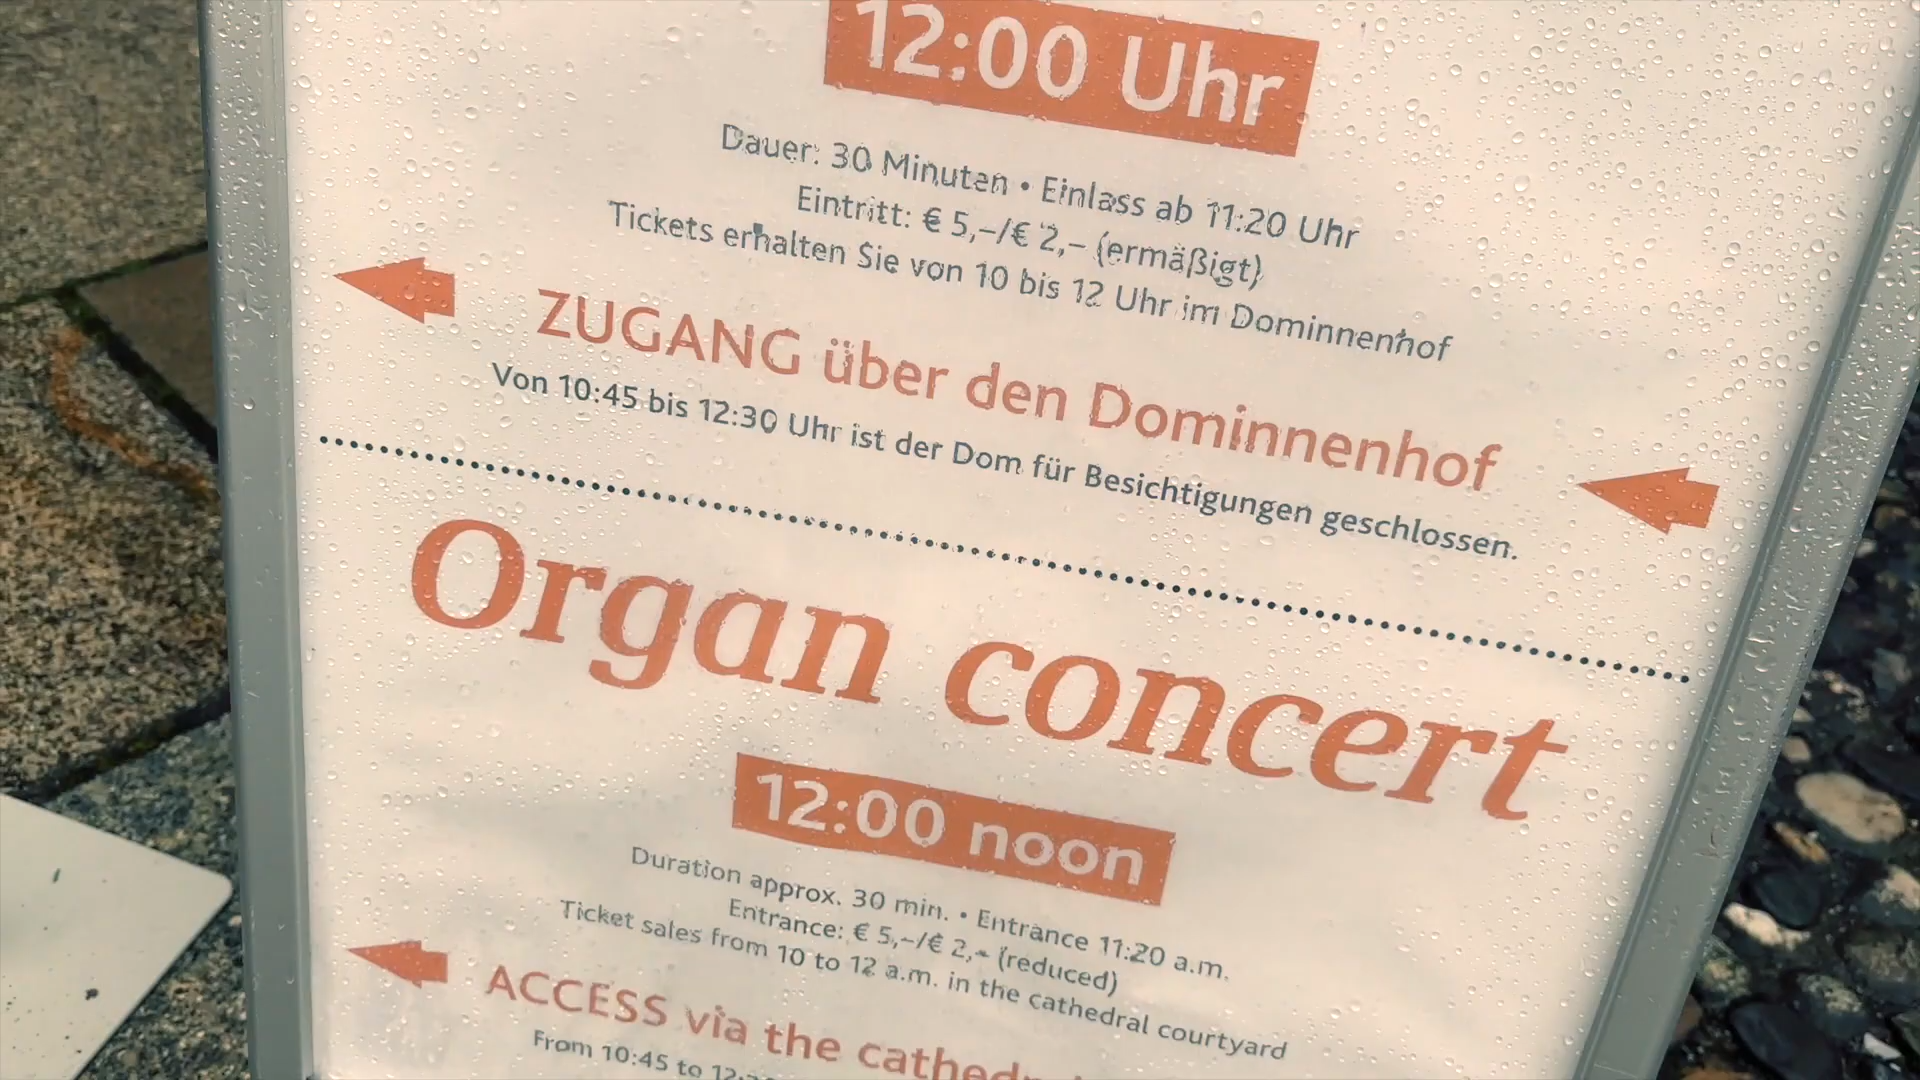 12:00 Uhr
Dauer: 30 Minuten • Einlass ab 11:20 Uhr
Eintritt: € 5,–/€ 2,– (ermäßigt)
Tickets erhalten Sie von 10 bis 12 Uhr im Dominnenhof
ZUGANG über den Dominnenhof
Von 10:45 bis 12:30 Uhr ist der Dom für Besichtigungen geschlossen.
Organ concert
12:00 noon
Duration approx. 30 min. • Entrance 11:20 a.m.
Entrance: € 5,–/€ 2,– (reduced)
Ticket sales from 10 to 12 a.m. in the cathedral courtyard
ACCESS via the
From 10:45 to